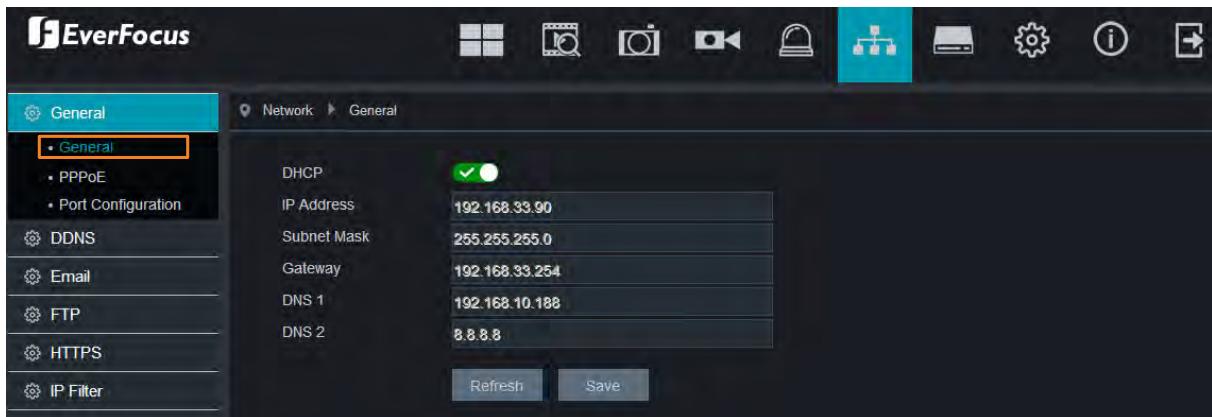 EverFocus
General
Network General
General
PPPoE
Port Configuration
DDNS
Email
FTP
HTTPS
IP Filter
DHCP
IP Address 192.168.33.90
Subnet Mask 255.255.255.0
Gateway 192.168.33.254
DNS 1 192.168.10.188
DNS 2 8.8.8.8
Refresh Save